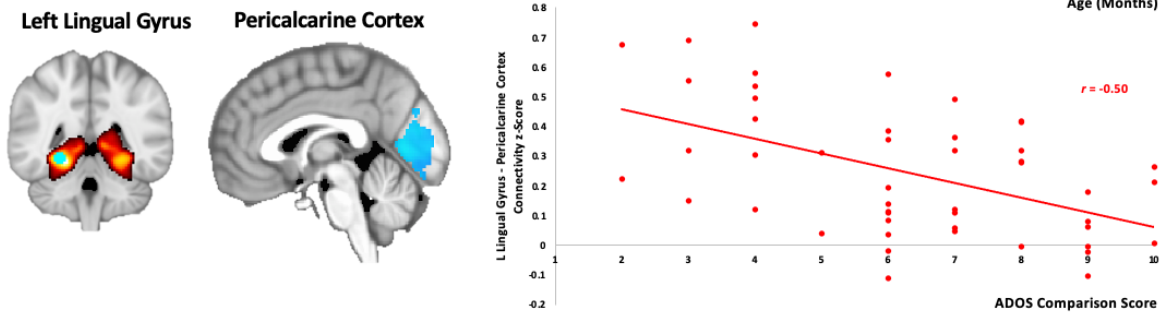 Left Lingual Gyrus
Pericalcarine Cortex
Age (Months)
L Lingual Gyrus - Pericalcarine Cortex
Connectivity z-Score
0.8
0.7
0.6
0.5
0.4
0.3
0.2
0.1
0
-0.1
-0.2
r = -0.50
1 2 3 4 5 6 7 8 9 10
ADOS Comparison Score